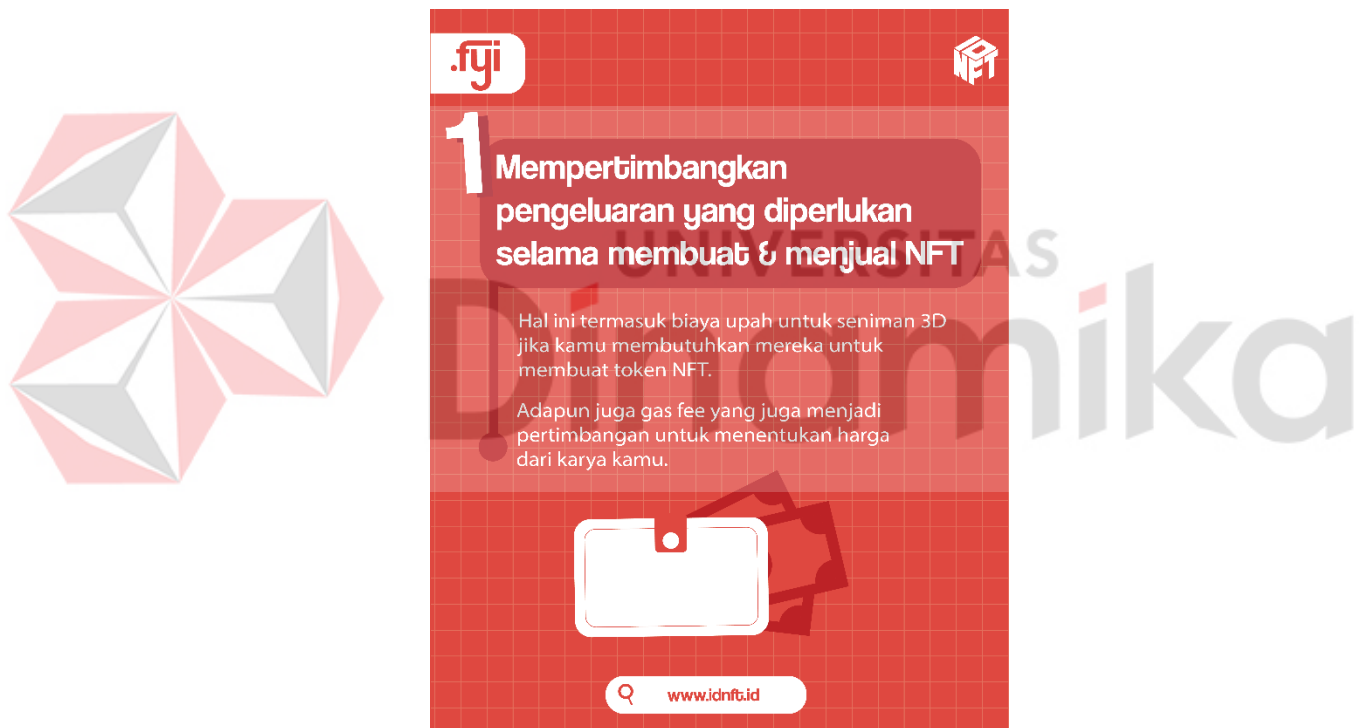 .fyi
ID
NFT
1
Mempertimbangkan
pengeluaran yang diperlukan
selama membuat & menjual NFT
UNIVERSITAS
Dinamika
Hal ini termasuk biaya upah untuk seniman 3D
jika kamu membutuhkan mereka untuk
membuat token NFT.
Adapun juga gas fee yang juga menjadi
pertimbangan untuk menentukan harga
dari karya kamu.
www.idnft.id